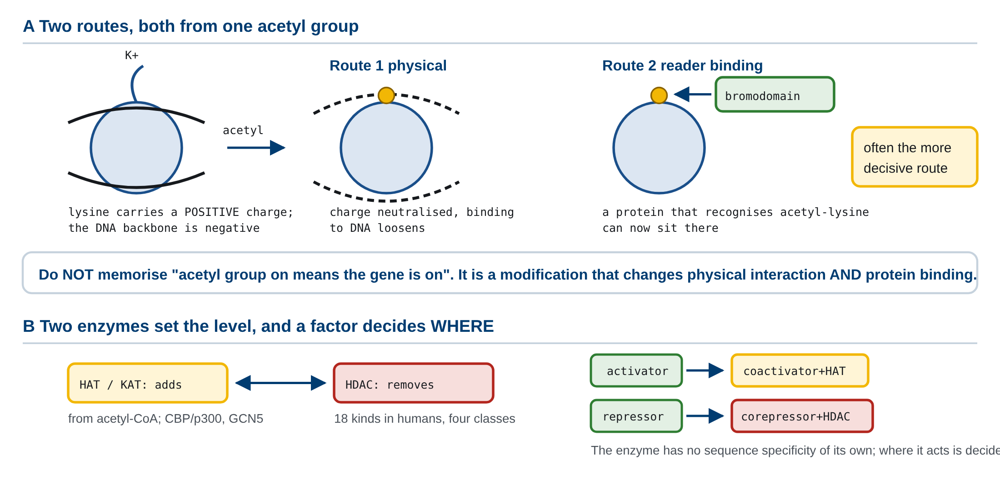 A Two routes, both from one acetyl group
K+
Route 1 physical
Route 2 reader binding
bromodomain
acetyl
often the more
decisive route
lysine carries a POSITIVE charge;
the DNA backbone is negative
charge neutralised, binding
to DNA loosens
a protein that recognises acetyl-lysine
can now sit there
Do NOT memorise "acetyl group on means the gene is on". It is a modification that changes physical interaction AND protein binding.
B Two enzymes set the level, and a factor decides WHERE
HAT / KAT: adds
HDAC: removes
from acetyl-CoA; CBP/p300, GCN5
18 kinds in humans, four classes
activator
coactivator+HAT
repressor
corepressor+HDAC
The enzyme has no sequence specificity of its own; where it acts is